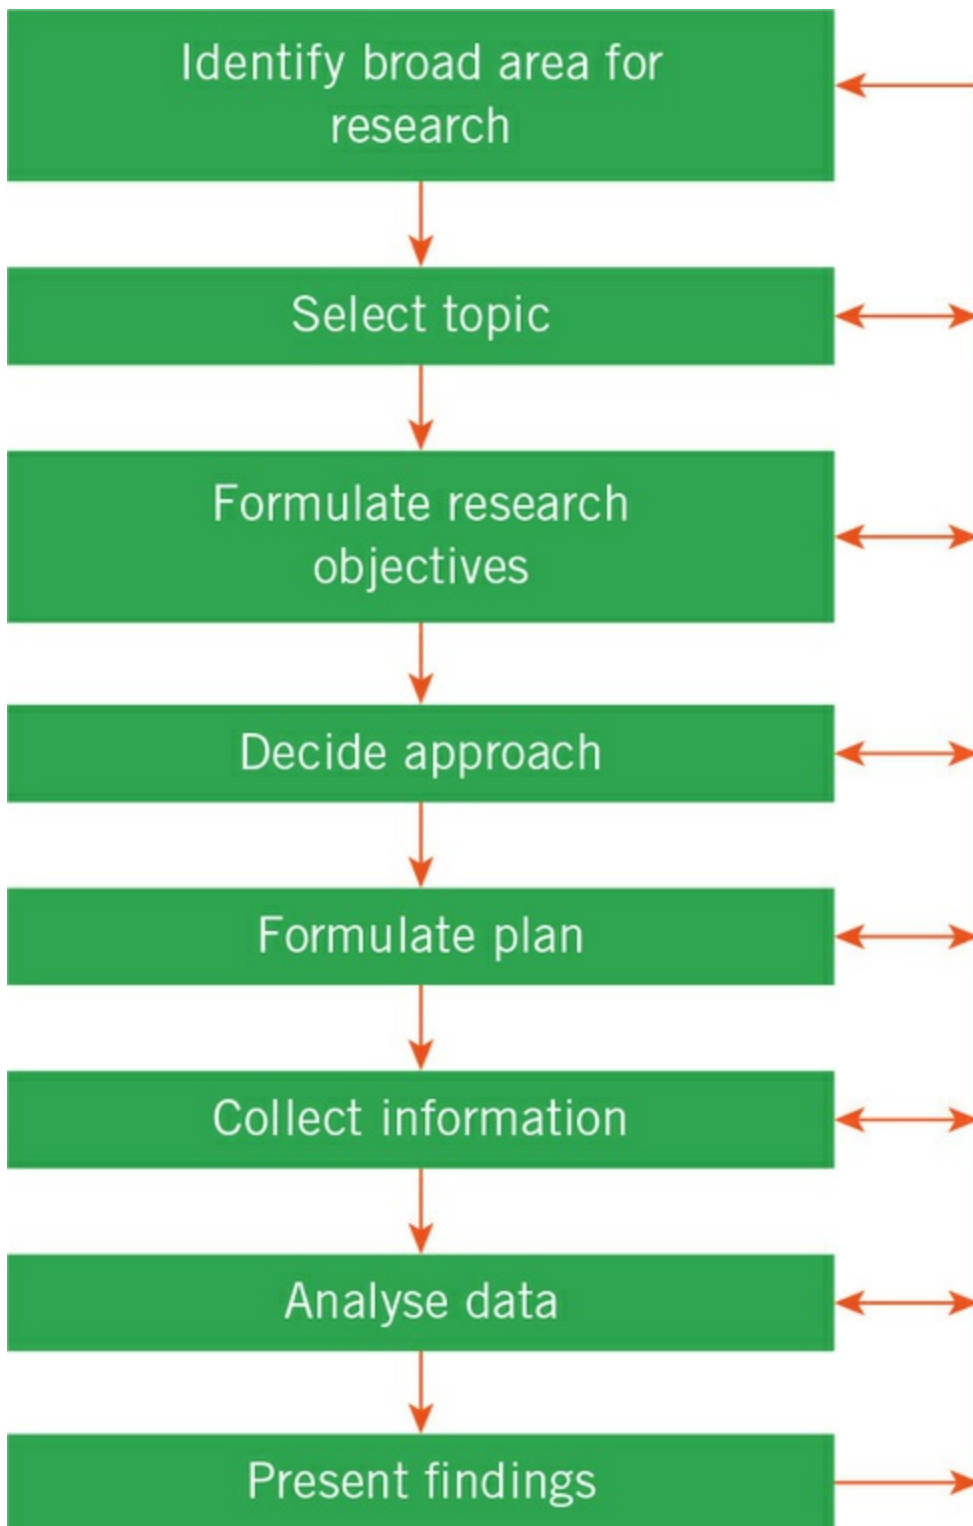 Identify broad area for
research
Select topic
Formulate research
objectives
Decide approach
Formulate plan
Collect information
Analyse data
Present findings